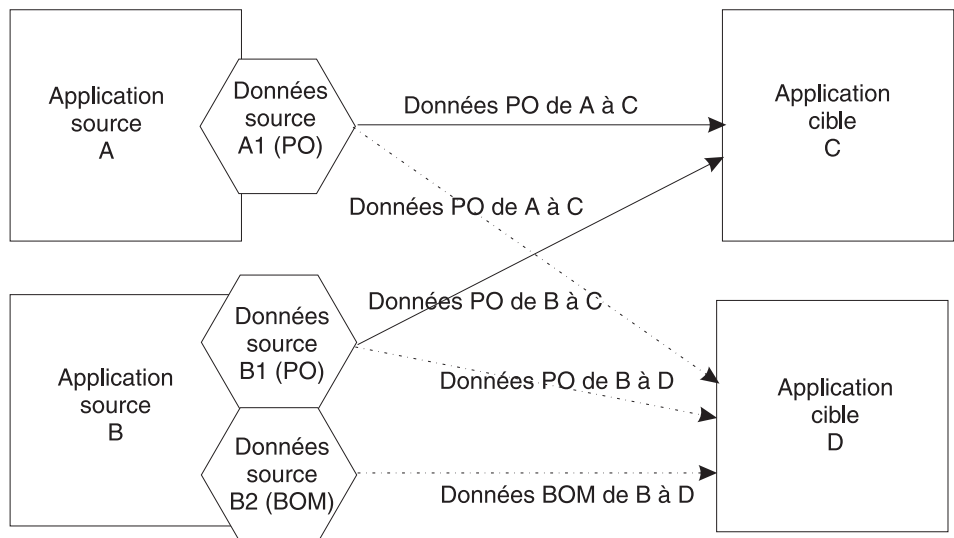 Application
source
A
Données
source
A1 (PO)
Données PO de A à C
Application
cible
C
Données PO de A à C
Données PO de B à C
Application
source
B
Données
source
B1 (PO)
Données PO de B à D
Application
cible
D
Données
source
B2 (BOM)
Données BOM de B à D